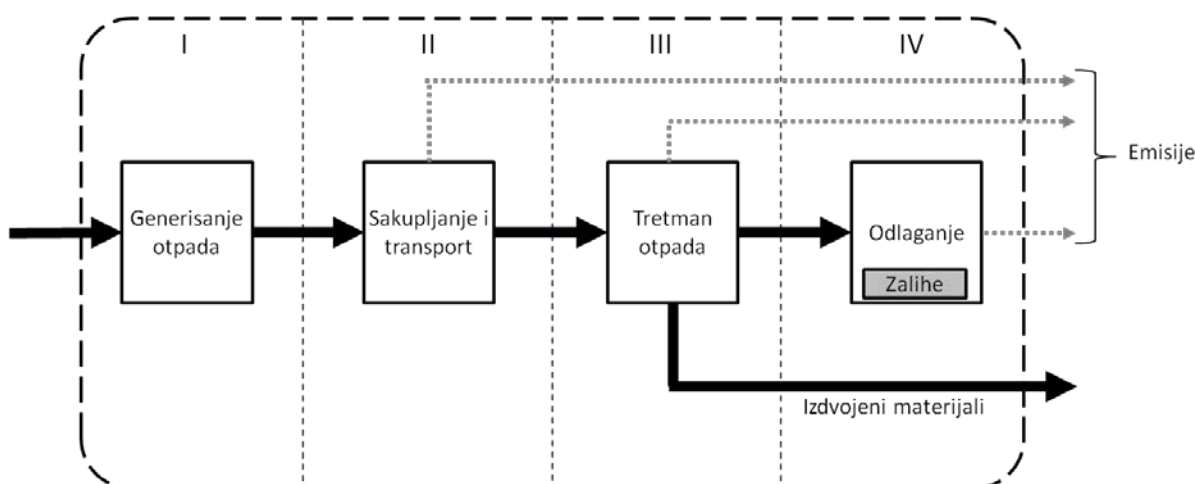 I
II
III
IV
Emisije
Generisanje
otpada
Sakupljanje i
transport
Tretman
otpada
Odlaganje
Zalihe
Izdvojeni materijali